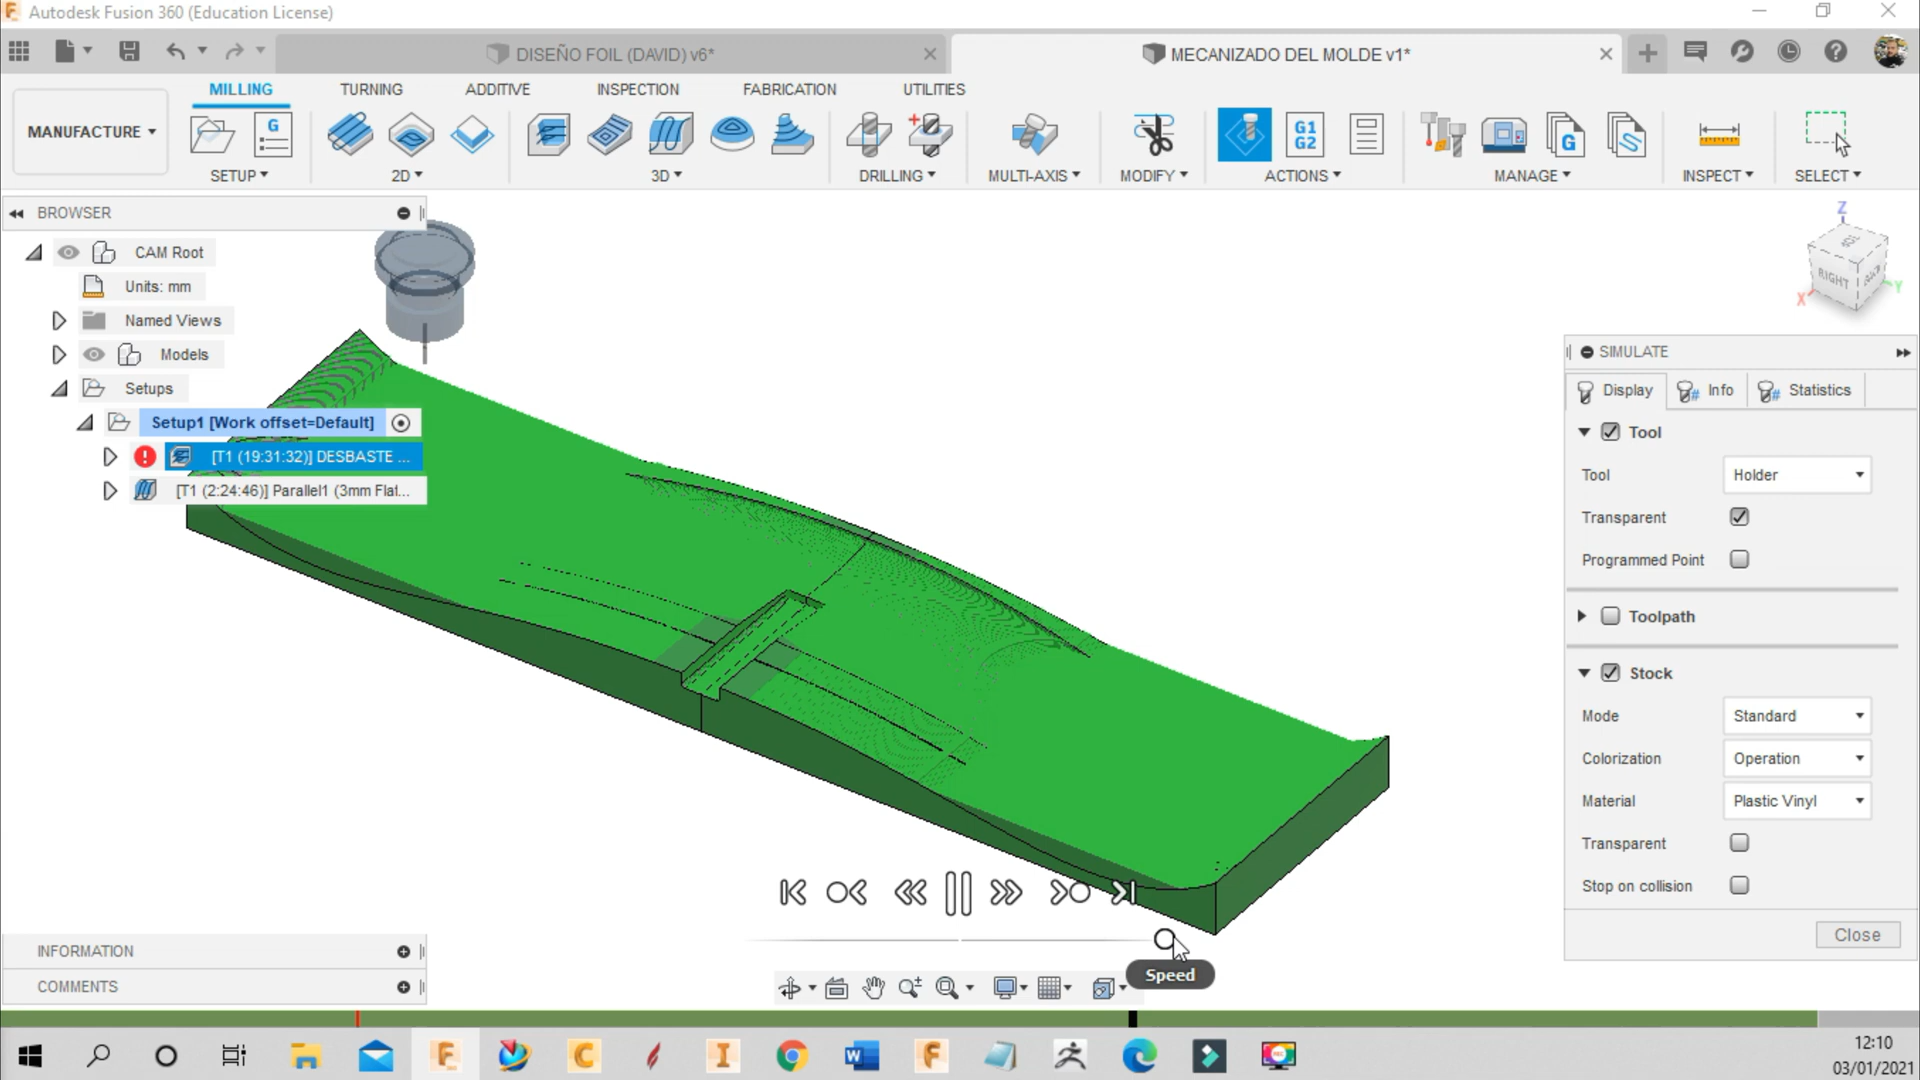 Autodesk Fusion 360 (Education License)
DISEÑO FOIL (DAVID) v6*
MECANIZADO DEL MOLDE v1*
MILLING
TURNING
ADDITIVE
INSPECTION
FABRICATION
UTILITIES
MANUFACTURE
G
G1
G2
G
SETUP
2D
3D
DRILLING
MULTI-AXIS
MODIFY
ACTIONS
MANAGE
INSPECT
SELECT
BROWSER
CAM Root
Units: mm
Named Views
Models
Setups
Setup1 [Work offset=Default]
[T1 (19:31:32)] DESBASTE ...
[T1 (2:24:46)] Parallel1 (3mm Flat...
Z
TOP
RIGHT
X
Y
SIMULATE
Display
Info
Statistics
Tool
Tool
Holder
Transparent
Programmed Point
Toolpath
Stock
Mode
Standard
Colorization
Operation
Material
Plastic Vinyl
Transparent
Stop on collision
Close
Speed
INFORMATION
COMMENTS
12:10
03/01/2021